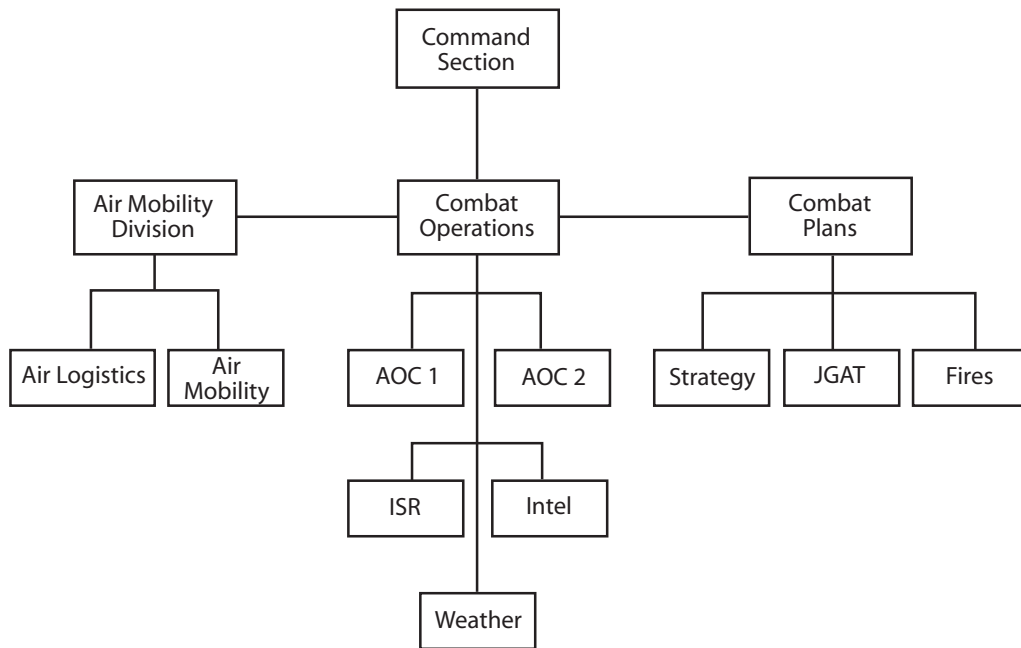 Command
Section
Air Mobility
Division
Combat
Operations
Combat
Plans
Air Logistics
Air
Mobility
AOC 1
AOC 2
Strategy
JGAT
Fires
ISR
Intel
Weather